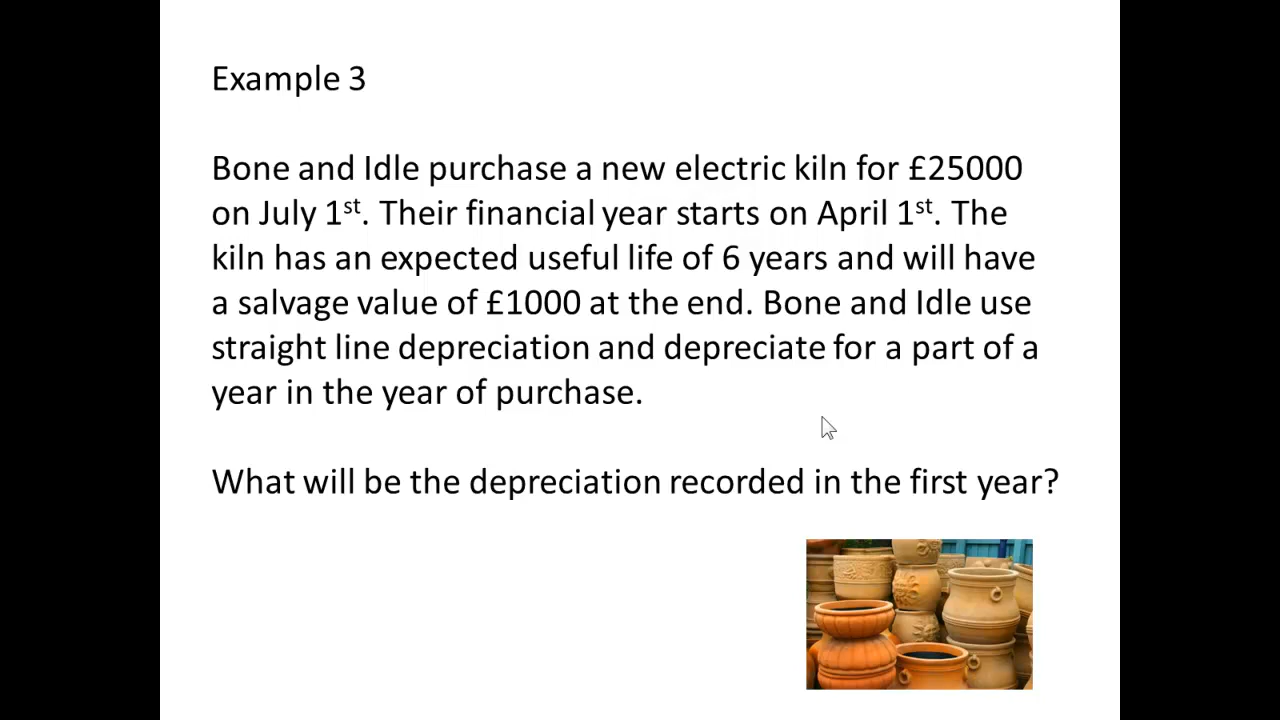 Example 3
Bone and Idle purchase a new electric kiln for £25000
on July 1st. Their financial year starts on April 1st. The
kiln has an expected useful life of 6 years and will have
a salvage value of £1000 at the end. Bone and Idle use
straight line depreciation and depreciate for a part of a
year in the year of purchase.
What will be the depreciation recorded in the first year?